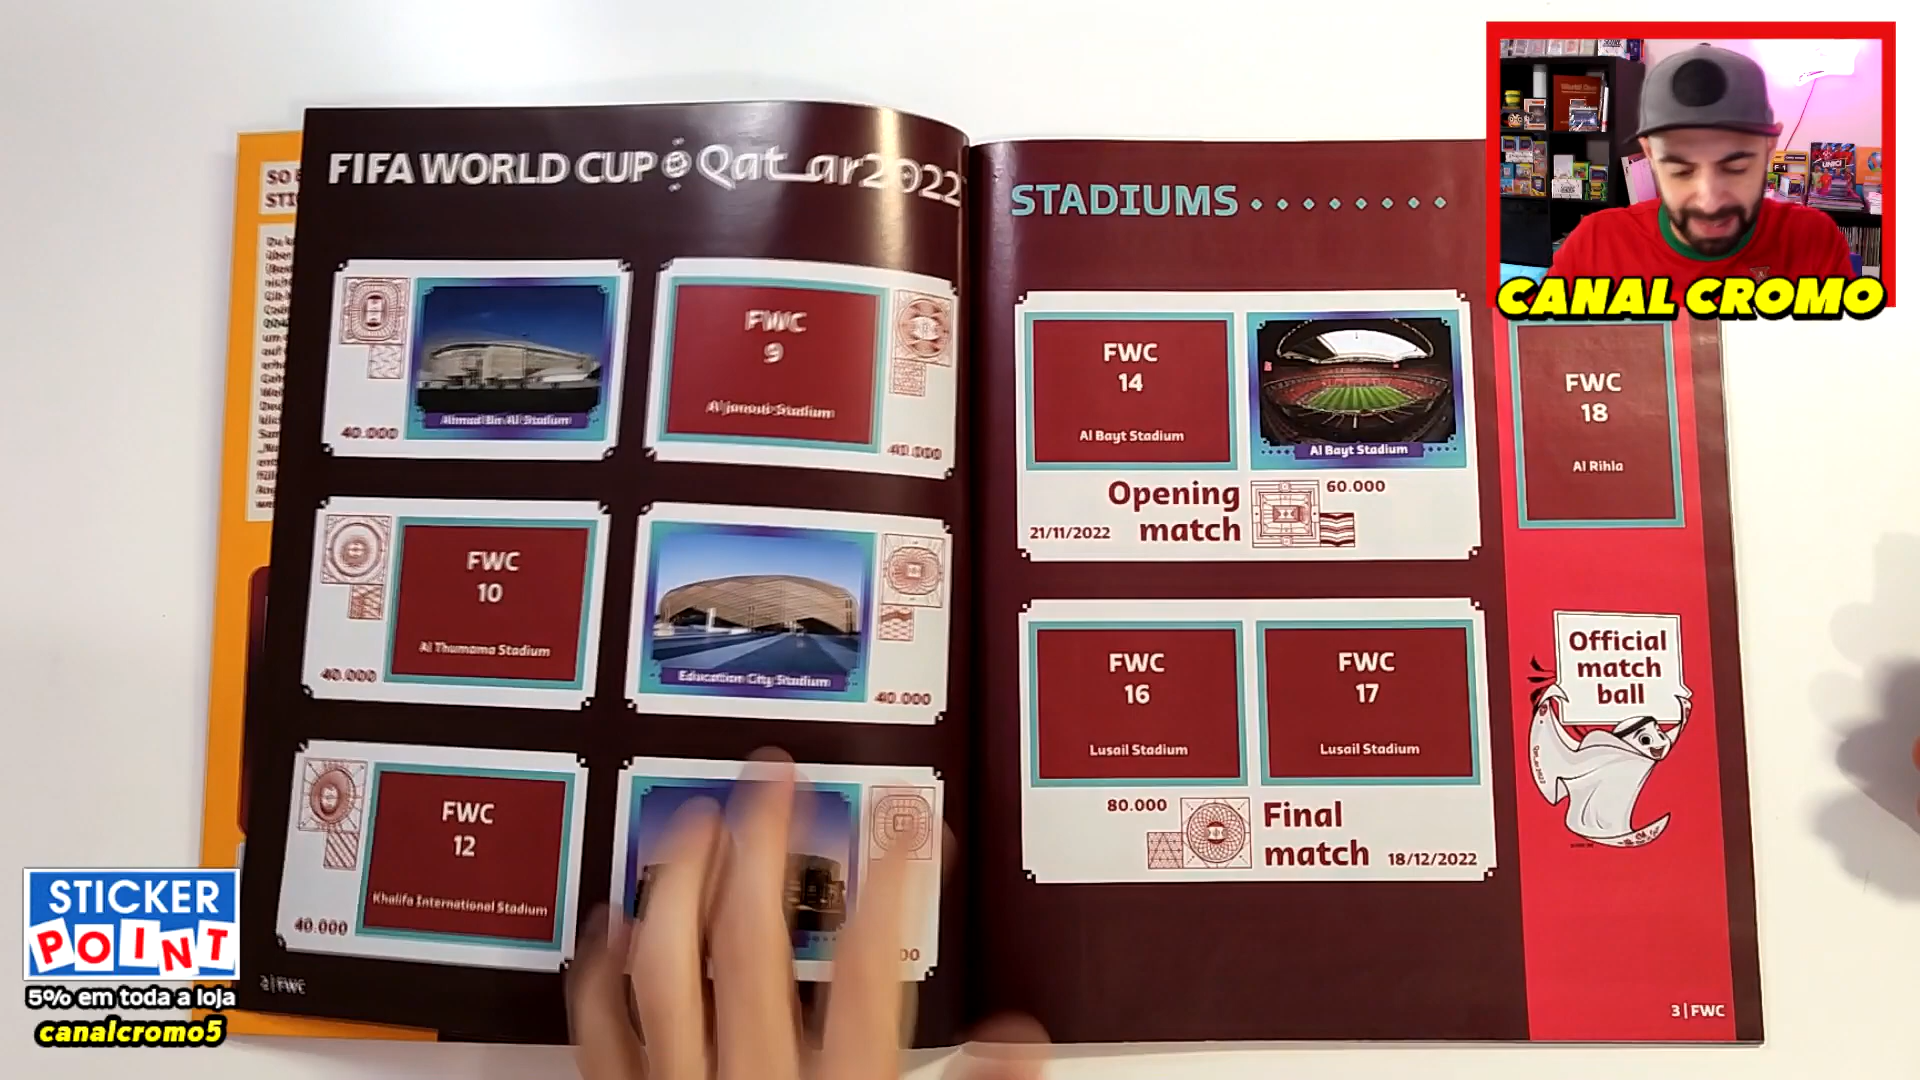 FIFA WORLD CUP Qatar2022
STADIUMS
Ahmad Bin Ali Stadium
40.000
FWC
9
Al Janoub Stadium
40.000
FWC
10
Al Thumama Stadium
40.000
Education City Stadium
40.000
FWC
12
Khalifa International Stadium
40.000
2|FWC
FWC
14
Al Bayt Stadium
Al Bayt Stadium
Opening
match
21/11/2022
60.000
FWC
16
Lusail Stadium
FWC
17
Lusail Stadium
80.000
Final
match
18/12/2022
FWC
18
Al Rihla
Official
match
ball
3|FWC
CANAL CROMO
STICKER
POINT
5% em toda a loja
canalcromo5